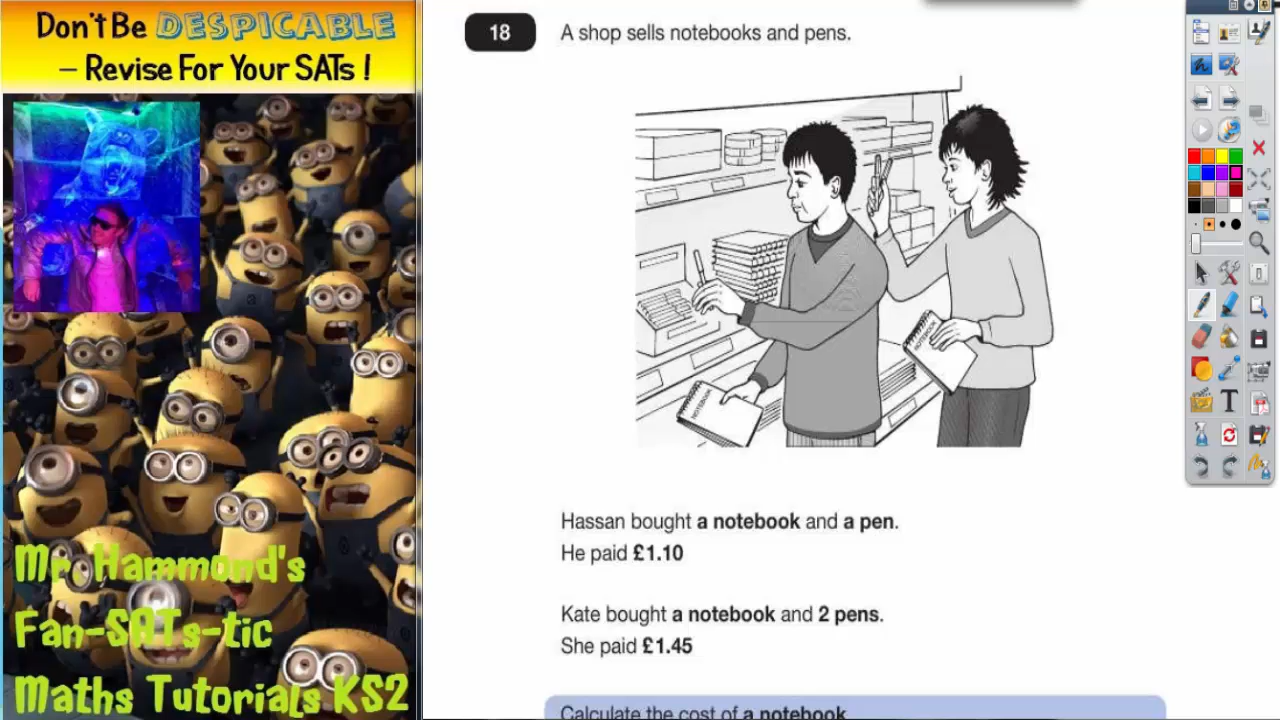 Don't Be DESPICABLE
– Revise For Your SATs !
Mr. Hammond's
Fan-SATs-tic
Maths Tutorials KS2
18
A shop sells notebooks and pens.
NOTEBOOK
NOTEBOOK
Hassan bought a notebook and a pen.
He paid £1.10
Kate bought a notebook and 2 pens.
She paid £1.45
Calculate the cost of a notebook